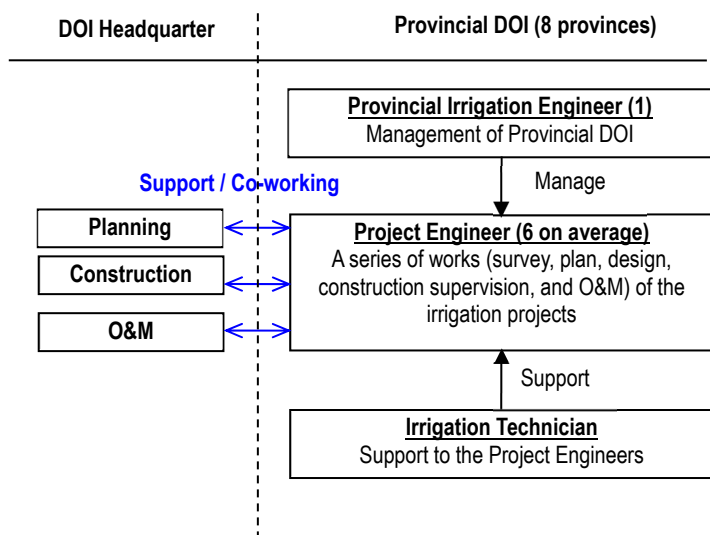 DOI Headquarter
Provincial DOI (8 provinces)
Provincial Irrigation Engineer (1)
Management of Provincial DOI
Support / Co-working
Manage
Planning
Construction
O&M
Project Engineer (6 on average)
A series of works (survey, plan, design,
construction supervision, and O&M) of the
irrigation projects
Support
Irrigation Technician
Support to the Project Engineers